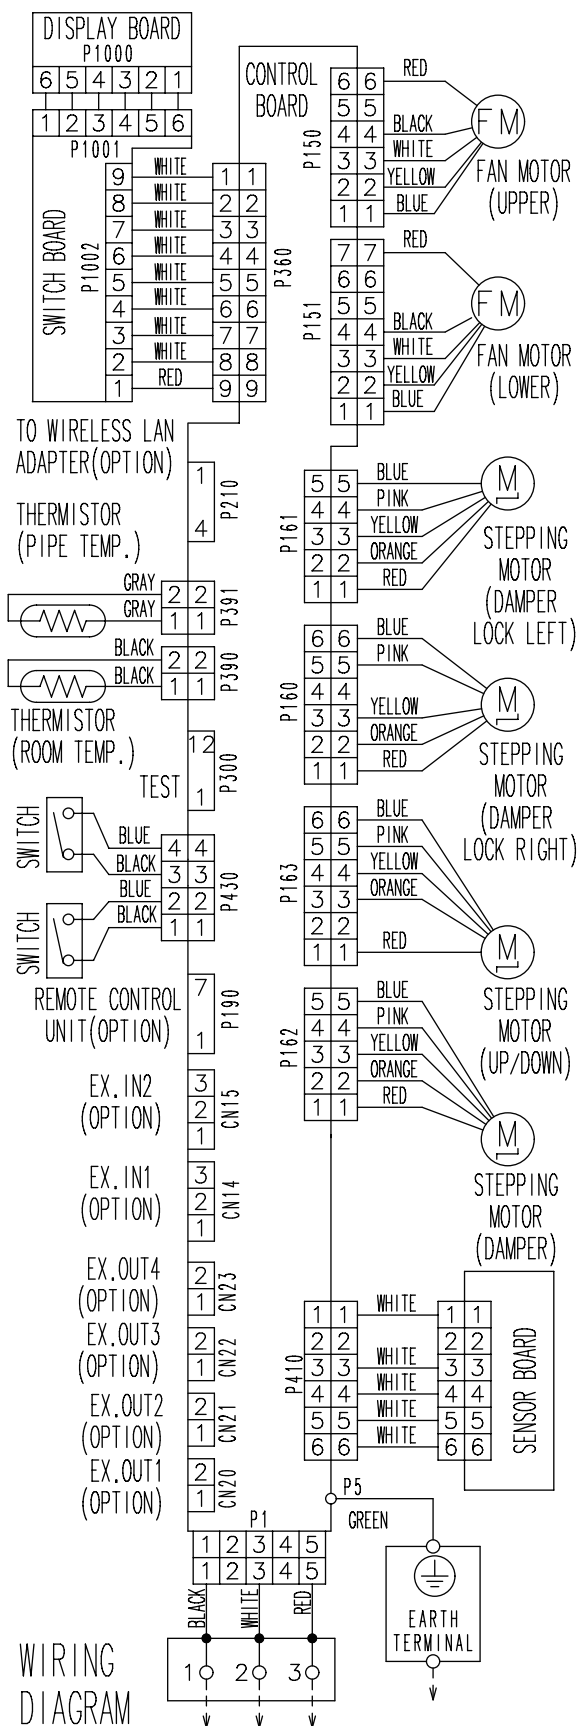 DISPLAY BOARD
P1000
6 5 4 3 2 1
1 2 3 4 5 6
P1001
SWITCH BOARD
P1002
9 WHITE 1 1
8 WHITE 2 2
7 WHITE 3 3
6 WHITE 4 4
5 WHITE 5 5
4 WHITE 6 6
3 WHITE 7 7
2 WHITE 8 8
1 RED 9 9
P360
CONTROL
BOARD
P150
6 6 RED
5 5
4 4 BLACK
3 3 WHITE
2 2 YELLOW
1 1 BLUE
FM
FAN MOTOR
(UPPER)
P151
7 7 RED
6 6
5 5
4 4 BLACK
3 3 WHITE
2 2 YELLOW
1 1 BLUE
FM
FAN MOTOR
(LOWER)
TO WIRELESS LAN
ADAPTER(OPTION)
1
4
P210
THERMISTOR
(PIPE TEMP.)
GRAY 2 2
GRAY 1 1
P391
BLACK 2 2
BLACK 1 1
P390
THERMISTOR
(ROOM TEMP.)
TEST
12
1
P300
SWITCH
BLUE 4 4
BLACK 3 3
BLUE 2 2
BLACK 1 1
P430
SWITCH
REMOTE CONTROL
UNIT(OPTION)
7
1
P190
EX.IN2
(OPTION)
3
2
1
CN15
EX.IN1
(OPTION)
3
2
1
CN14
EX.OUT4
(OPTION)
2
1
CN23
EX.OUT3
(OPTION)
2
1
CN22
EX.OUT2
(OPTION)
2
1
CN21
EX.OUT1
(OPTION)
2
1
CN20
P161
5 5 BLUE
4 4 PINK
3 3 YELLOW
2 2 ORANGE
1 1 RED
M
STEPPING
MOTOR
(DAMPER
LOCK LEFT)
P160
6 6 BLUE
5 5 PINK
4 4
3 3 YELLOW
2 2 ORANGE
1 1 RED
M
STEPPING
MOTOR
(DAMPER
LOCK RIGHT)
P163
6 6 BLUE
5 5 PINK
4 4 YELLOW
3 3 ORANGE
2 2
1 1 RED
M
STEPPING
MOTOR
(UP/DOWN)
P162
5 5 BLUE
4 4 PINK
3 3 YELLOW
2 2 ORANGE
1 1 RED
M
STEPPING
MOTOR
(DAMPER)
P410
1 1 WHITE 1 1
2 2 2 2
3 3 WHITE 3 3
4 4 WHITE 4 4
5 5 WHITE 5 5
6 6 WHITE 6 6
SENSOR BOARD
P5
GREEN
EARTH
TERMINAL
P1
1 2 3 4 5
1 2 3 4 5
BLACK WHITE RED
1 2 3
WIRING
DIAGRAM